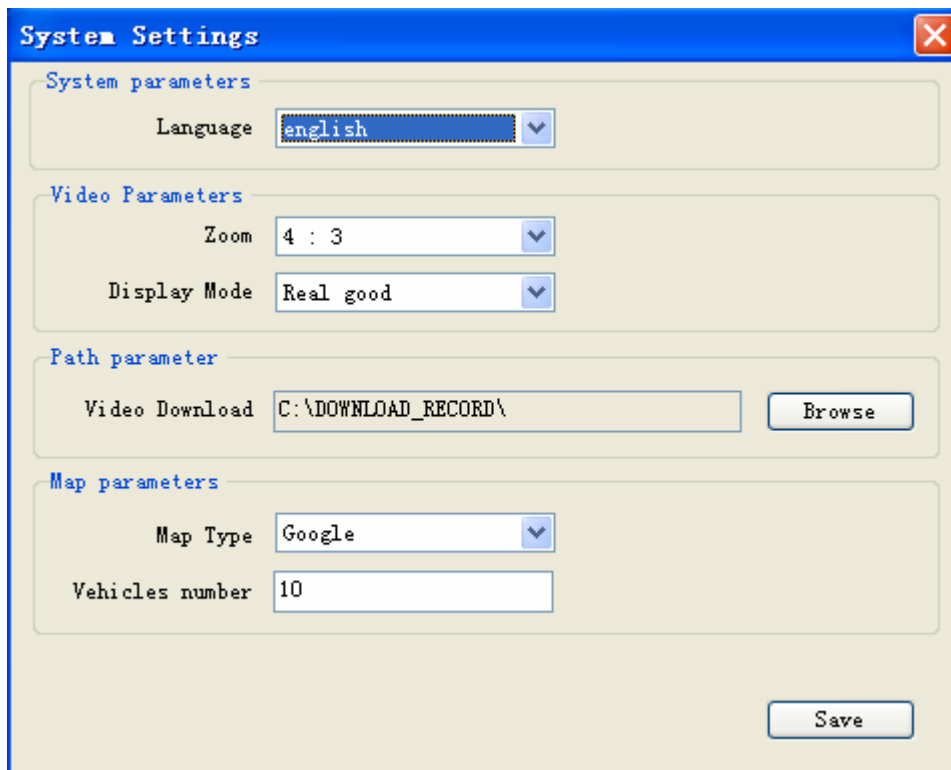 System Settings
System parameters
Language english
Video Parameters
Zoom 4 : 3
Display Mode Real good
Path parameter
Video Download C:\DOWNLOAD_RECORD\ Browse
Map parameters
Map Type Google
Vehicles number 10
Save